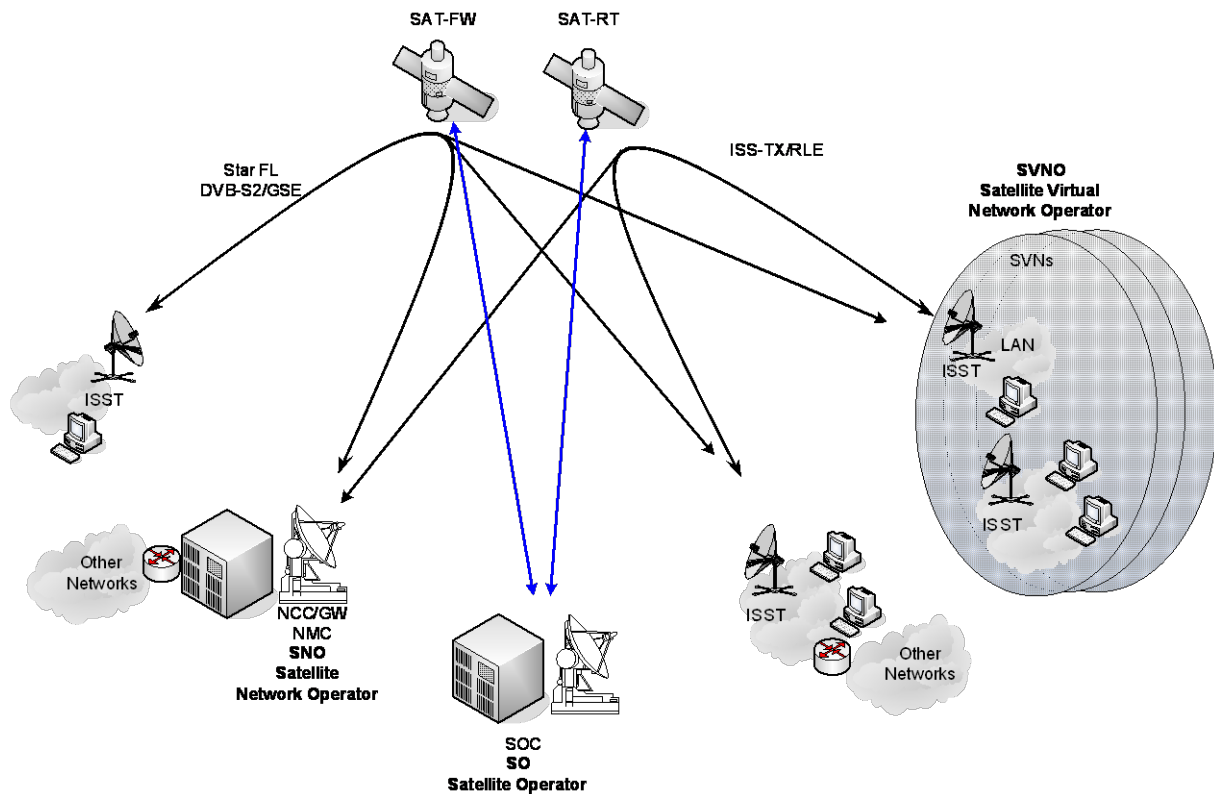 SAT-FW
SAT-RT
Star FL
DVB-S2/GSE
ISS-TX/RLE
SVNO
Satellite Virtual
Network Operator
SVNs
LAN
ISST
ISST
ISST
Other
Networks
NCC/GW
NMC
SNO
Satellite
Network Operator
ISST
Other
Networks
SOC
SO
Satellite Operator